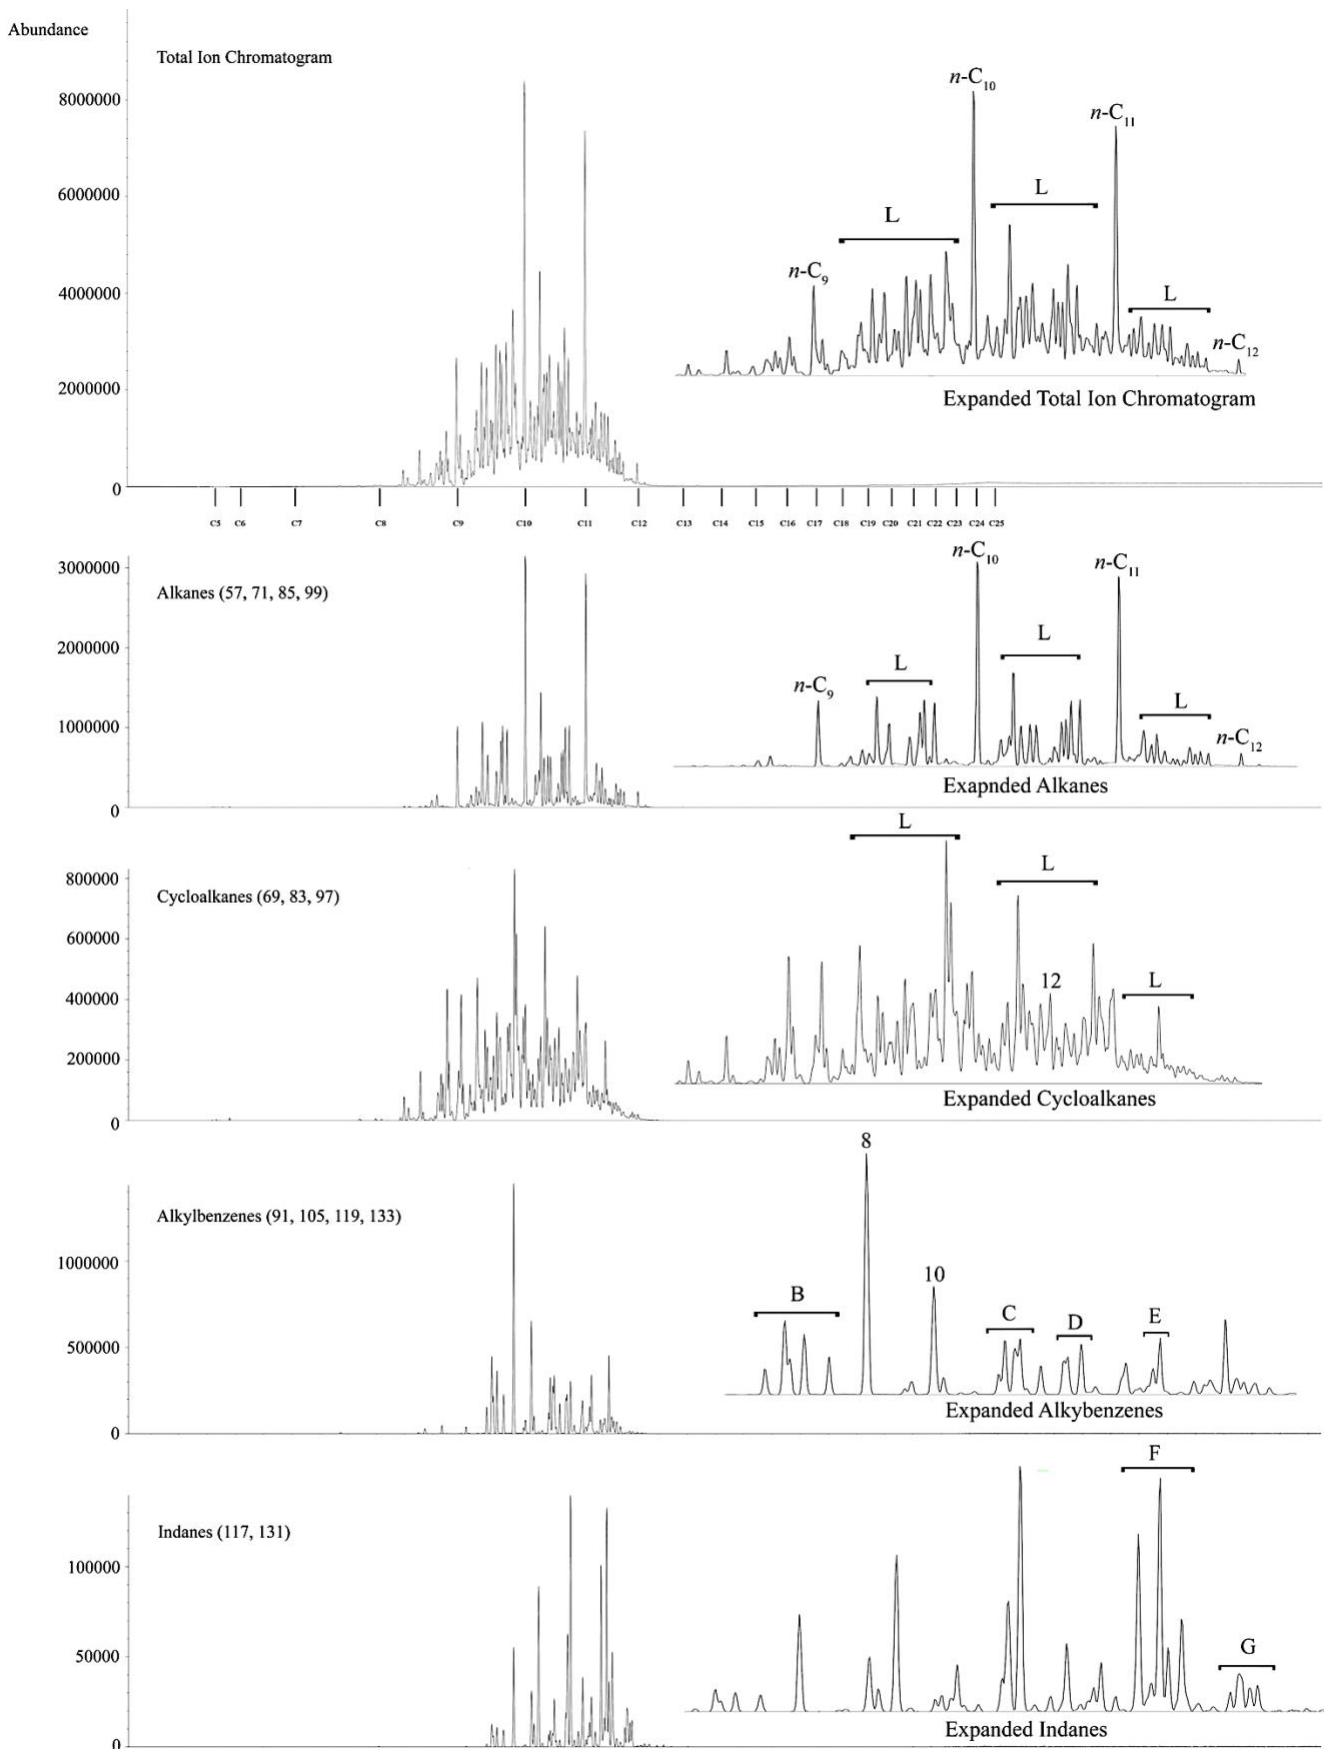 Abundance
Total Ion Chromatogram
n-C10
n-C11
8000000
6000000
L
L
n-C9
4000000
L
n-C12
2000000
Expanded Total Ion Chromatogram
0
C5 C6 C7 C8 C9 C10 C11 C12 C13 C14 C15 C16 C17 C18 C19 C20 C21 C22 C23 C24 C25
n-C10
n-C11
3000000
Alkanes (57, 71, 85, 99)
2000000
L
L
n-C9
L
1000000
n-C12
Exapnded Alkanes
0
L
800000
L
Cycloalkanes (69, 83, 97)
600000
12
L
400000
200000
Expanded Cycloalkanes
0
8
Alkylbenzenes (91, 105, 119, 133)
1000000
10
B
C
D
E
500000
Expanded Alkybenzenes
0
F
Indanes (117, 131)
100000
50000
G
Expanded Indanes
0